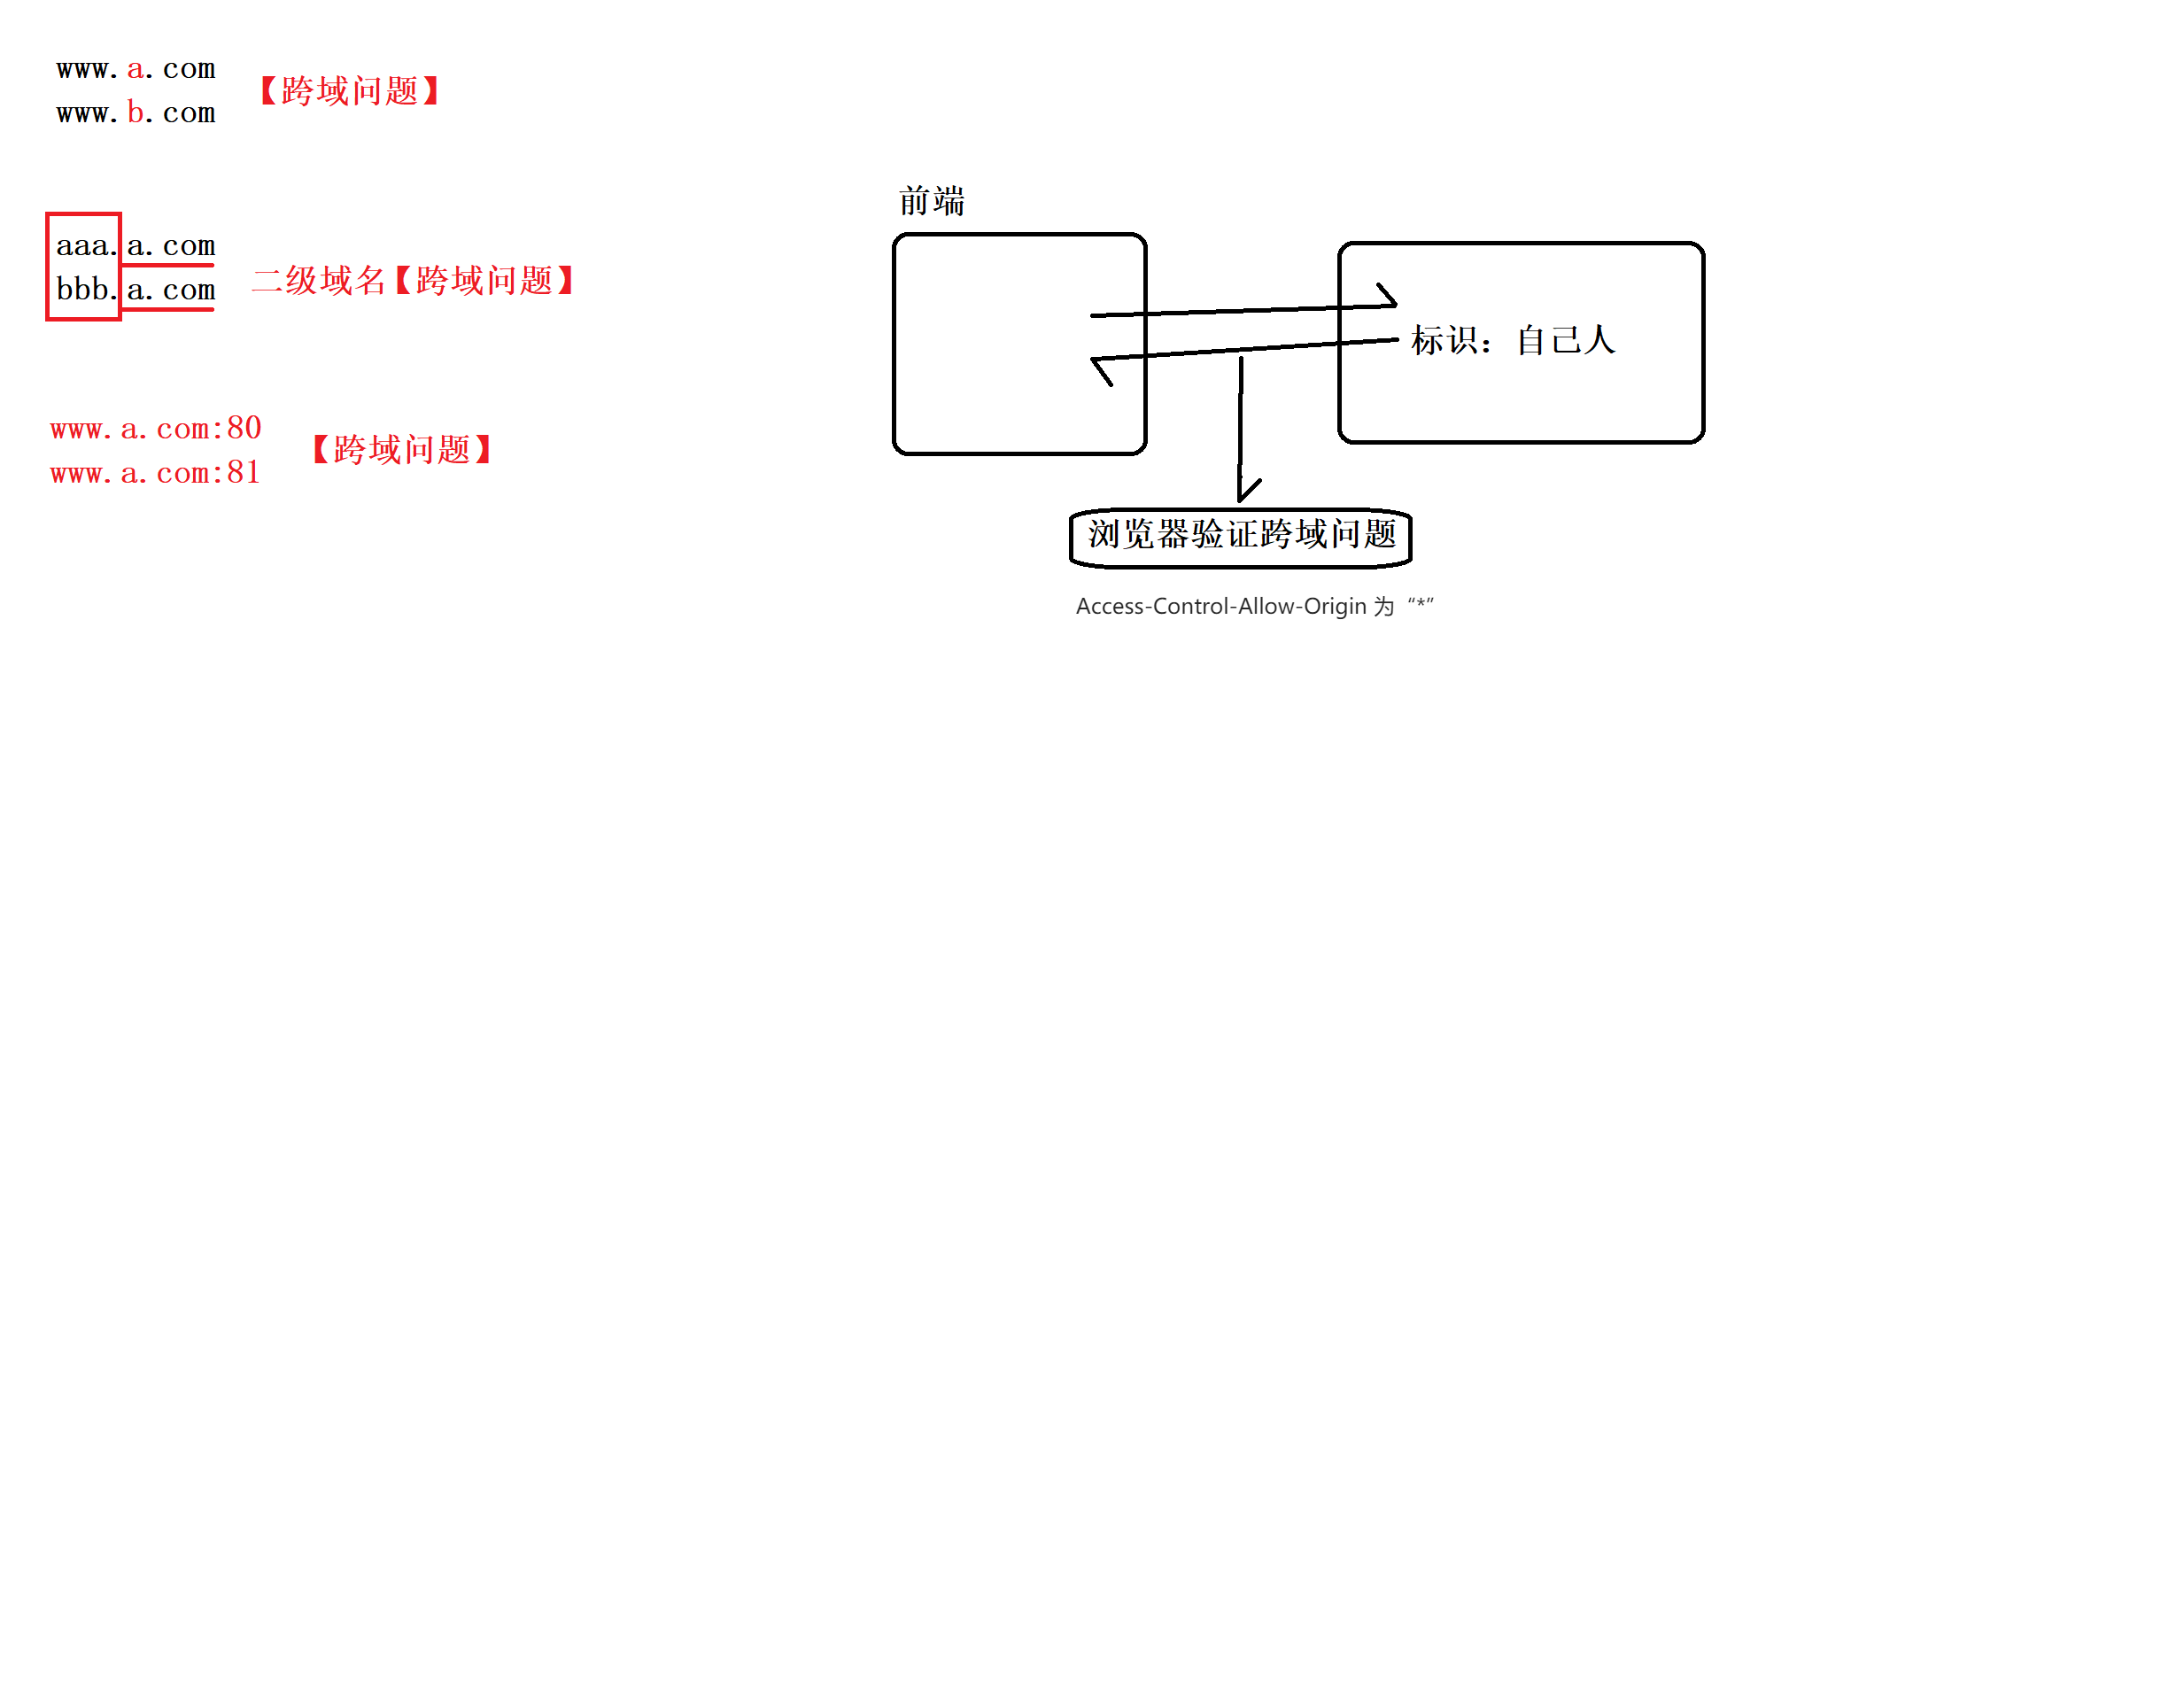 www.a.com
www.b.com
【跨域问题】
aaa.a.com
bbb.a.com
二级域名【跨域问题】
www.a.com:80
www.a.com:81
【跨域问题】
前端
标识：自己人
浏览器验证跨域问题
Access-Control-Allow-Origin 为“*”